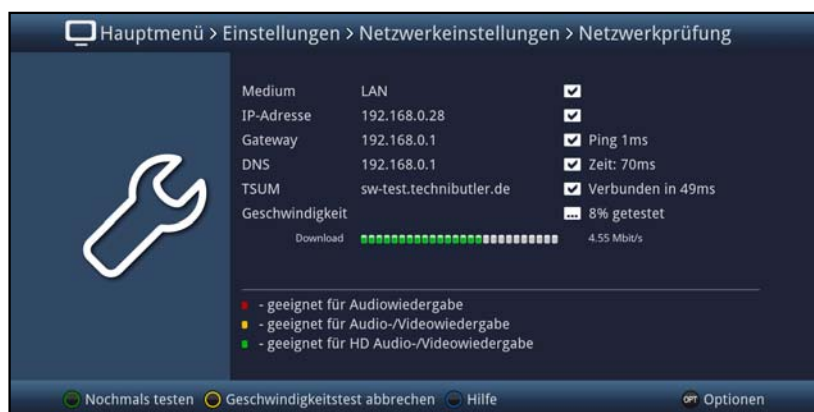 Hauptmenü > Einstellungen > Netzwerkeinstellungen > Netzwerkprüfung
Medium LAN
IP-Adresse 192.168.0.28
Gateway 192.168.0.1 Ping 1ms
DNS 192.168.0.1 Zeit: 70ms
TSUM sw-test.technibutler.de Verbunden in 49ms
Geschwindigkeit 8% getestet
Download 4.55 Mbit/s
- geeignet für Audiowiedergabe
- geeignet für Audio-/Videowiedergabe
- geeignet für HD Audio-/Videowiedergabe
Nochmals testen Geschwindigkeitstest abbrechen Hilfe OPT Optionen